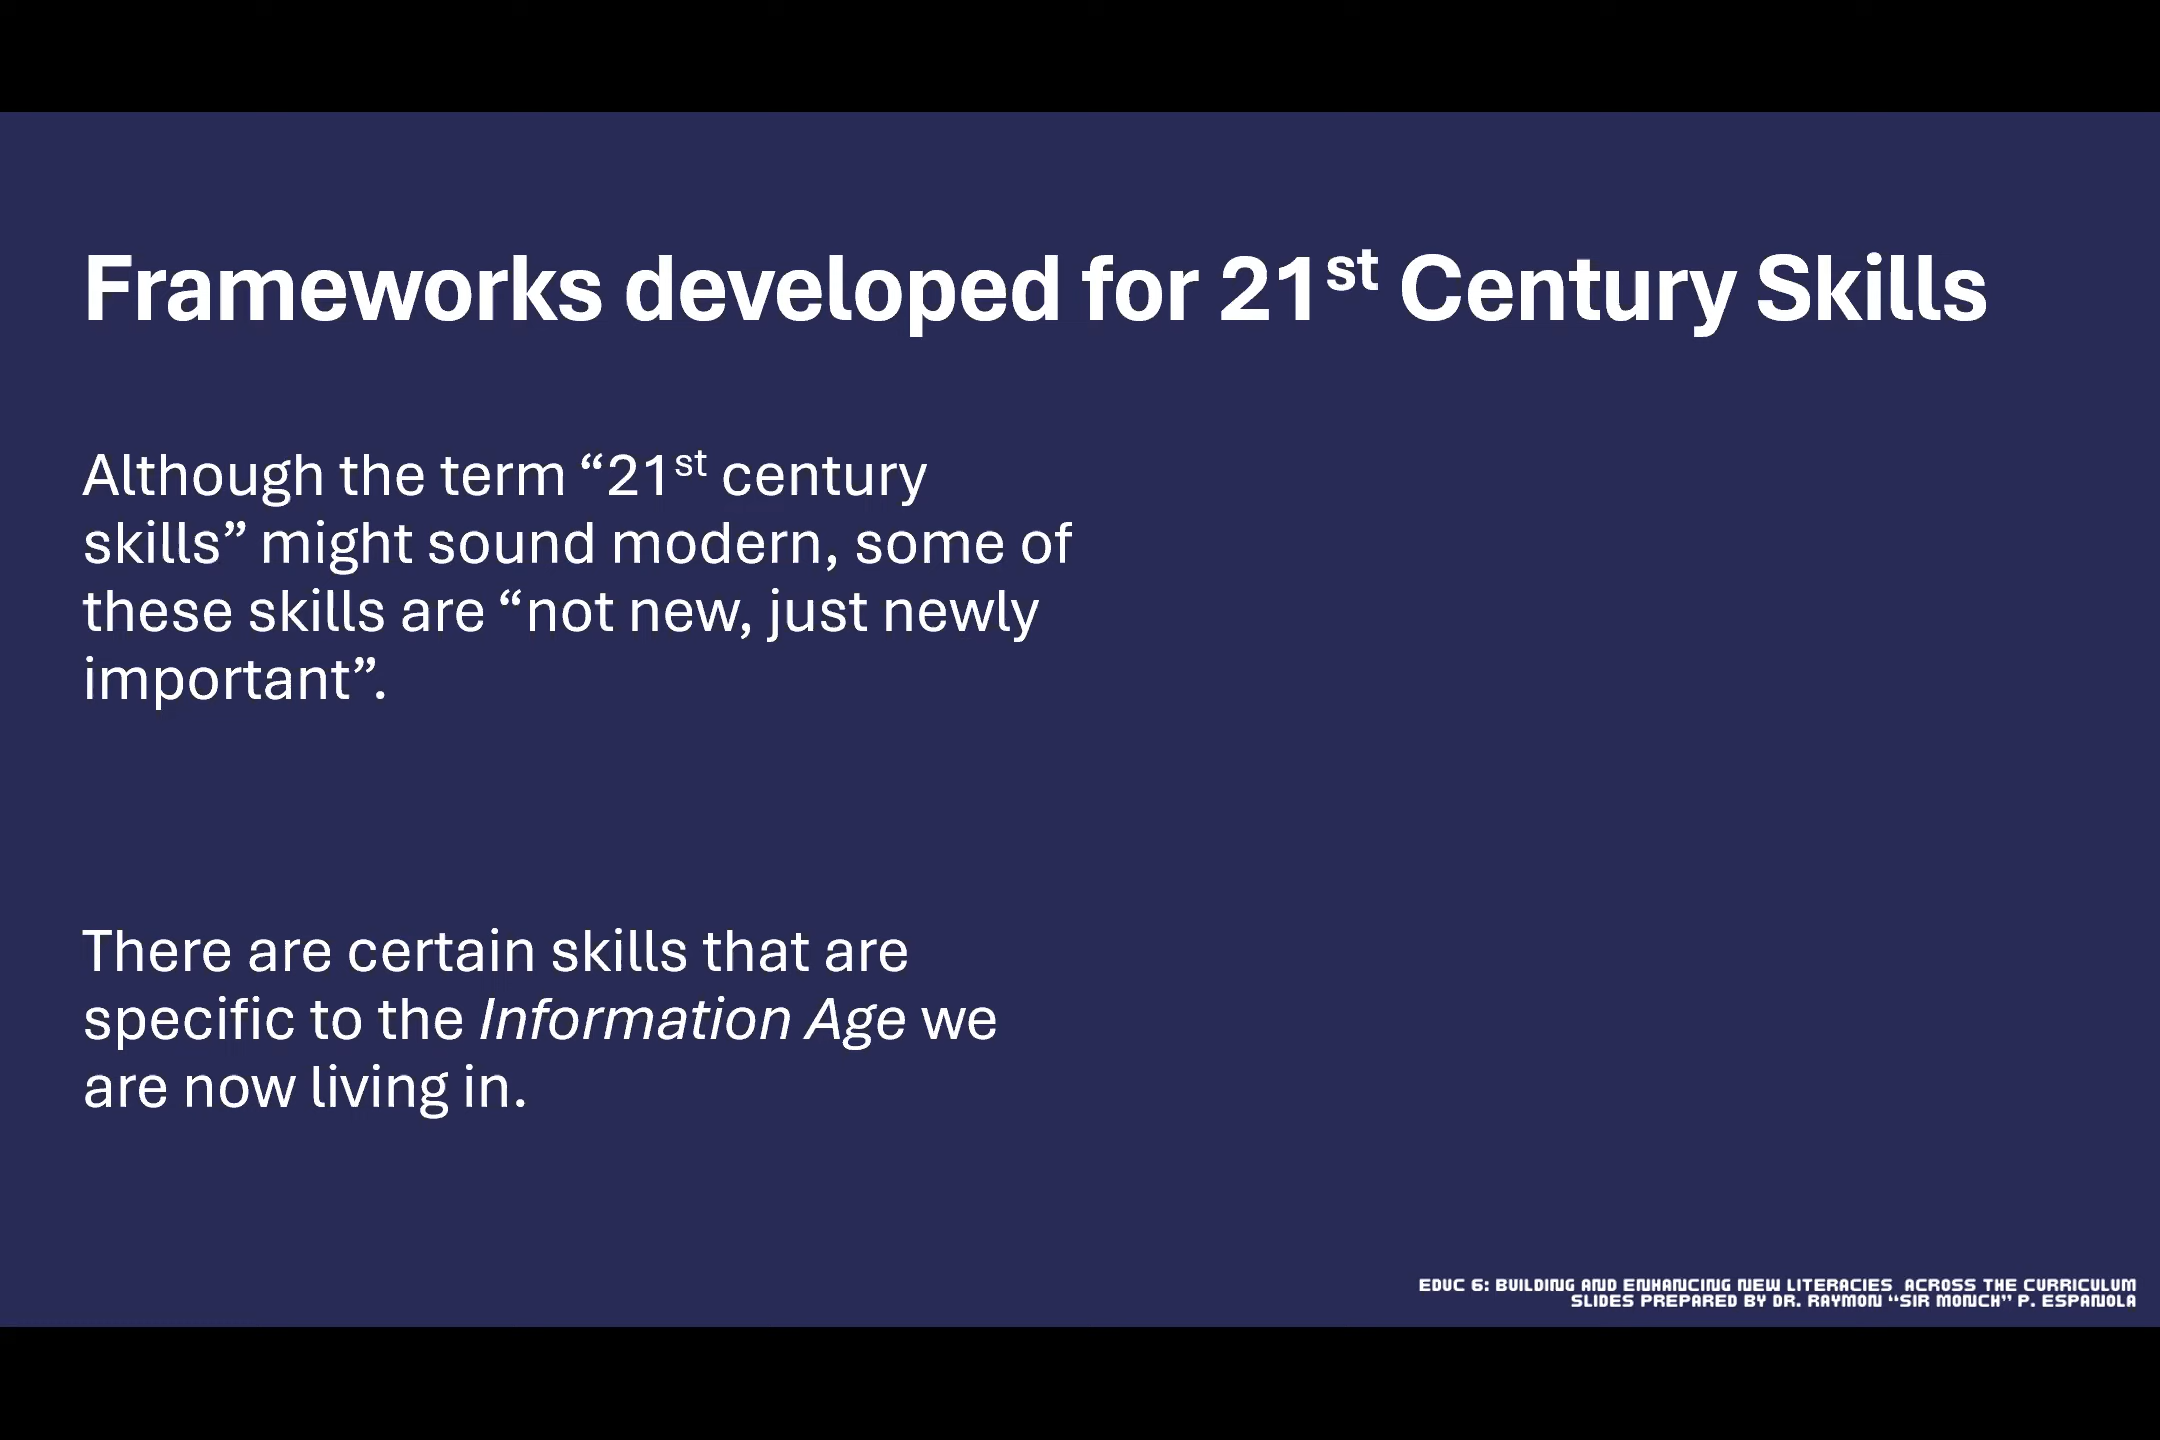 Frameworks developed for 21st Century Skills
Although the term “21st century
skills” might sound modern, some of
these skills are “not new, just newly
important”.
There are certain skills that are
specific to the Information Age we
are now living in.
EDUC 6: BUILDING AND ENHANCING NEW LITERACIES ACROSS THE CURRICULUM
SLIDES PREPARED BY DR. RAYMON “SIR MONCH” P. ESPANOLA